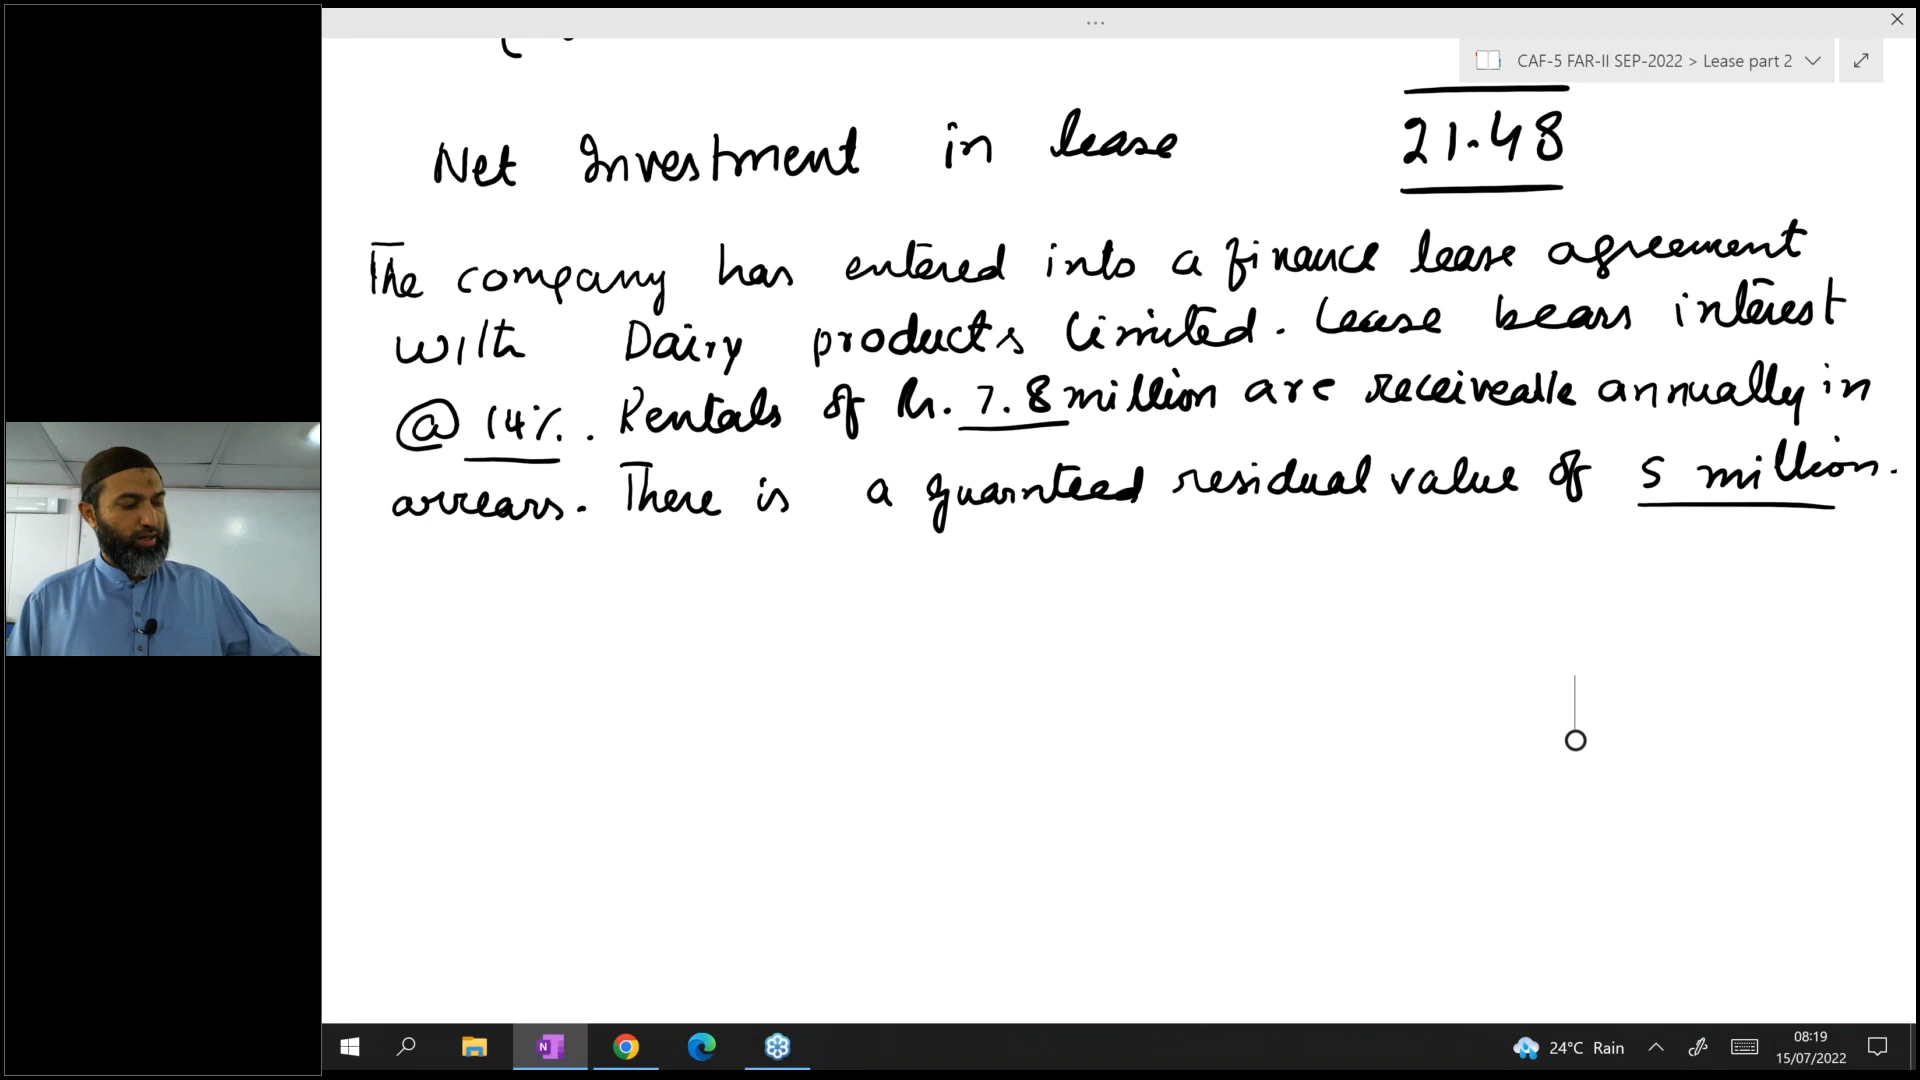 CAF-5 FAR-II SEP-2022 > Lease part 2
21.48
Net Investment in lease
The company has entered into a finance lease agreement
with Dairy products limited. Lease bears interest
@ 14%. Rentals of Rs. 7.8 million are receiveable annually in
arrears. There is a guarnteed residual value of 5 million.
24°C Rain
08:19
15/07/2022